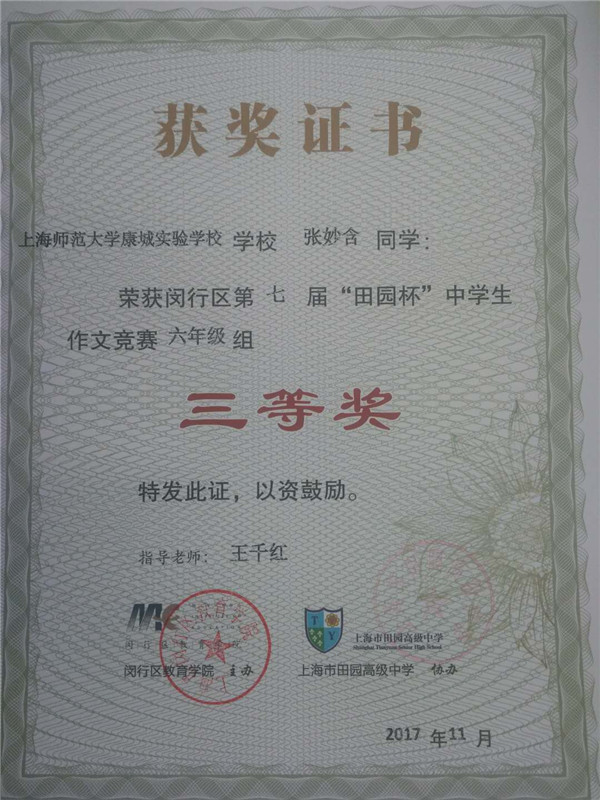 获奖证书
上海师范大学康城实验学校 学校 张妙含 同学：
荣获闵行区第 七 届“田园杯”中学生
作文竞赛 六年级 组
三等奖
特发此证，以资鼓励。
指导老师： 王千红
T Y
上海市田园高级中学
闵行区教育学院 主办 上海市田园高级中学 协办
2017 年 11 月